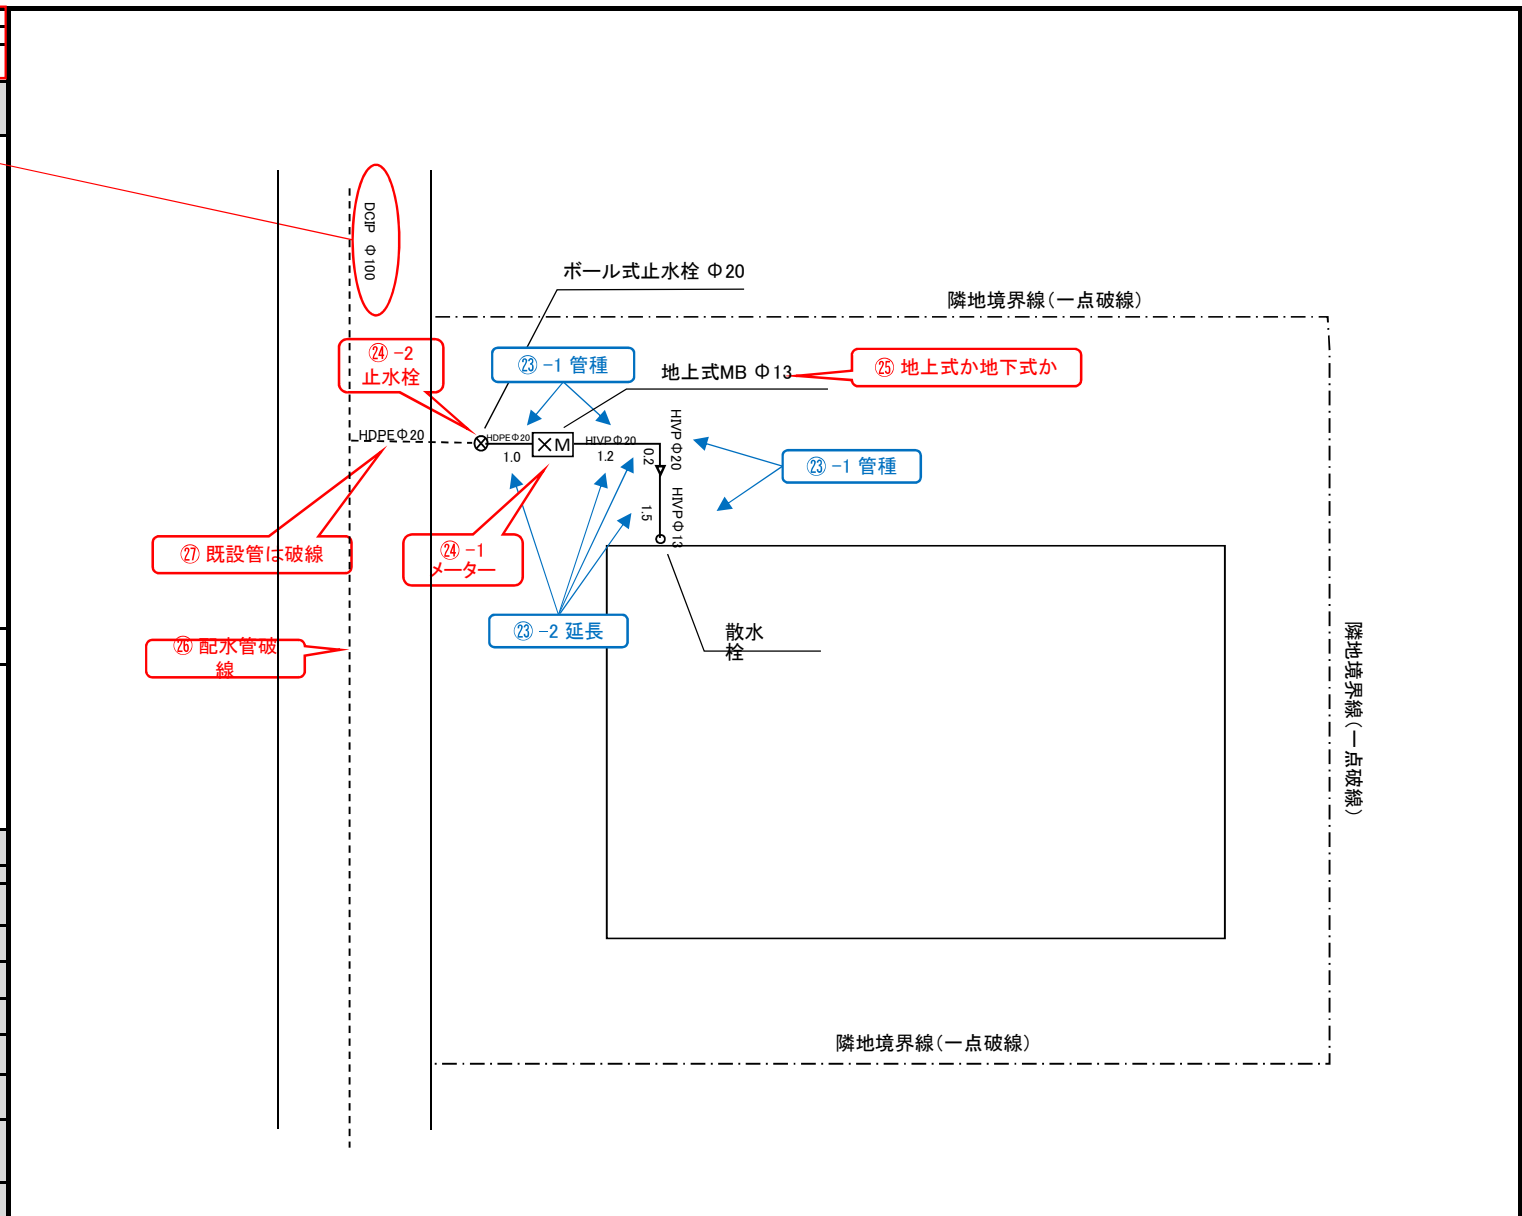 DCIP Φ100
ボール式止水栓 Φ20
隣地境界線(一点破線)
㉔ -2
止水栓
㉓ -1 管種
地上式MB Φ13
㉕ 地上式か地下式か
HDPEΦ20
HDPEΦ20
1.0
M
HIVPΦ20
1.2
0.2
HIVPΦ20
㉓ -1 管種
1.5
HIVPΦ13
㉗ 既設管は破線
㉔ -1
メーター
㉓ -2 延長
散水
栓
㉖ 配水管破
線
隣地境界線(一点破線)
隣地境界線(一点破線)